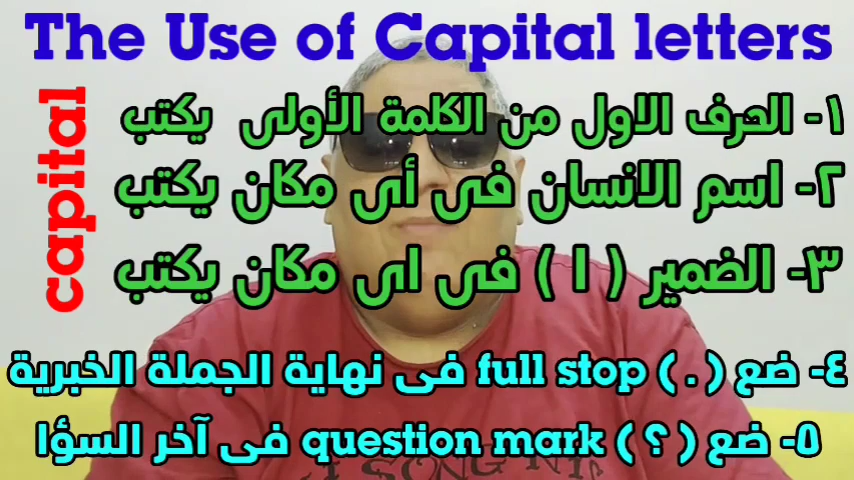 The Use of Capital letters
capital
١- الحرف الاول من الكلمة الأولى يكتب
٢- اسم الانسان فى أى مكان يكتب
٣- الضمير ( I ) فى اى مكان يكتب
٤- ضع ( . ) full stop فى نهاية الجملة الخبرية
٥- ضع ( ؟ ) question mark فى آخر السؤا